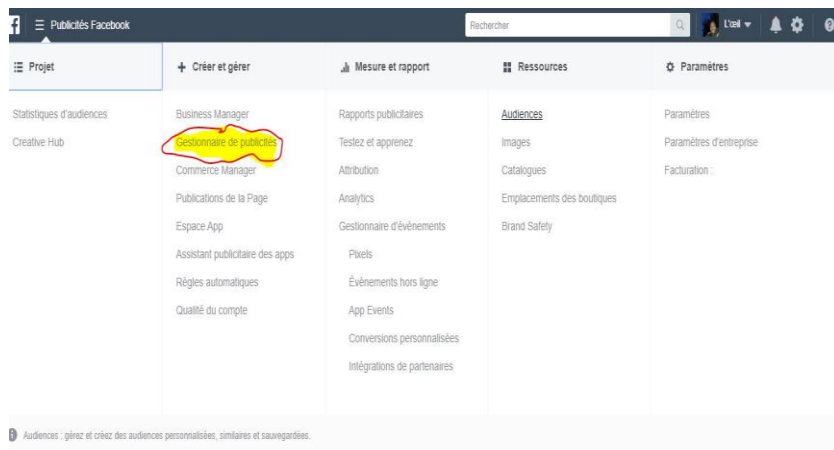 Publicités Facebook
Rechercher
L'œil
Projet
Créer et gérer
Mesure et rapport
Ressources
Paramètres
Statistiques d'audiences
Creative Hub
Business Manager
Gestionnaire de publicités
Commerce Manager
Publications de la Page
Espace App
Assistant publicitaire des apps
Règles automatiques
Qualité du compte
Rapports publicitaires
Testez et apprenez
Attribution
Analytics
Gestionnaire d'évènements
Pixels
Évènements hors ligne
App Events
Conversions personnalisées
Intégrations de partenaires
Audiences
Images
Catalogues
Emplacements des boutiques
Brand Safety
Paramètres
Paramètres d'entreprise
Facturation :
Audiences : gérez et créez des audiences personnalisées, similaires et sauvegardées.